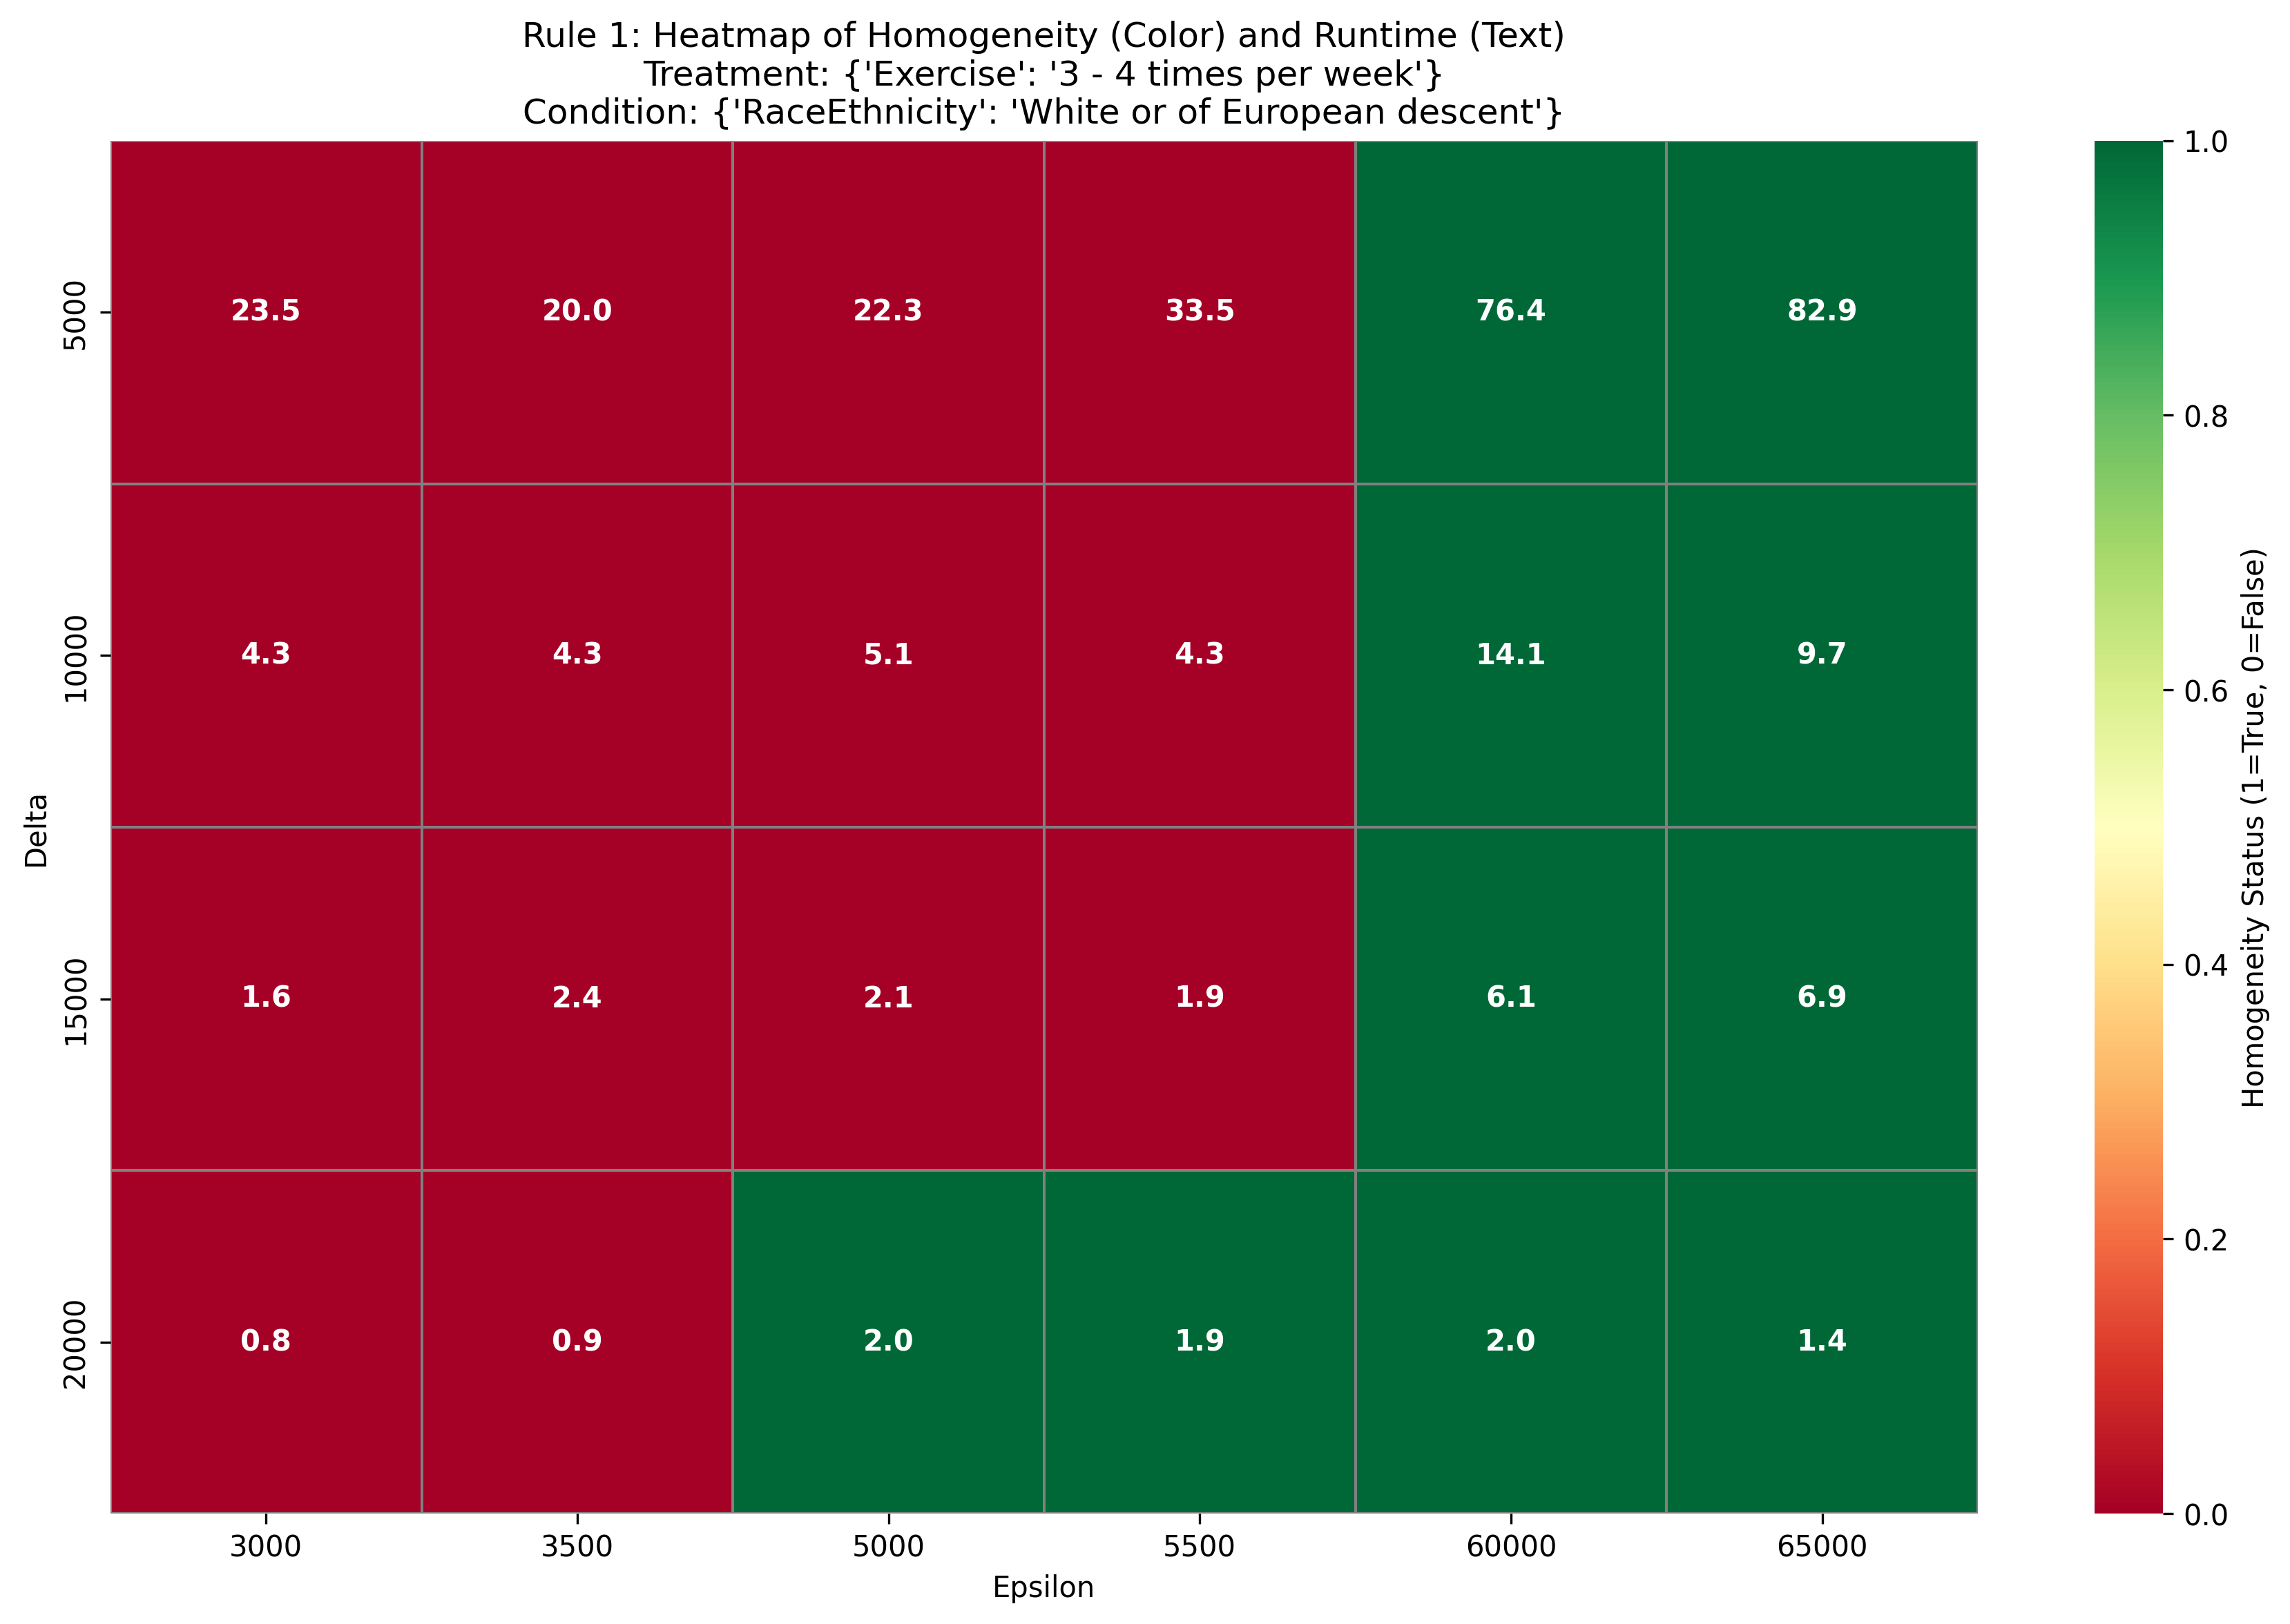 Rule 1: Heatmap of Homogeneity (Color) and Runtime (Text)
Treatment: {'Exercise': '3 - 4 times per week'}
Condition: {'RaceEthnicity': 'White or of European descent'}
Delta
5000
23.5 20.0 22.3 33.5 76.4 82.9
10000
4.3 4.3 5.1 4.3 14.1 9.7
15000
1.6 2.4 2.1 1.9 6.1 6.9
20000
0.8 0.9 2.0 1.9 2.0 1.4
3000 3500 5000 5500 60000 65000
Epsilon
1.0
0.8
0.6
0.4
0.2
0.0
Homogeneity Status (1=True, 0=False)